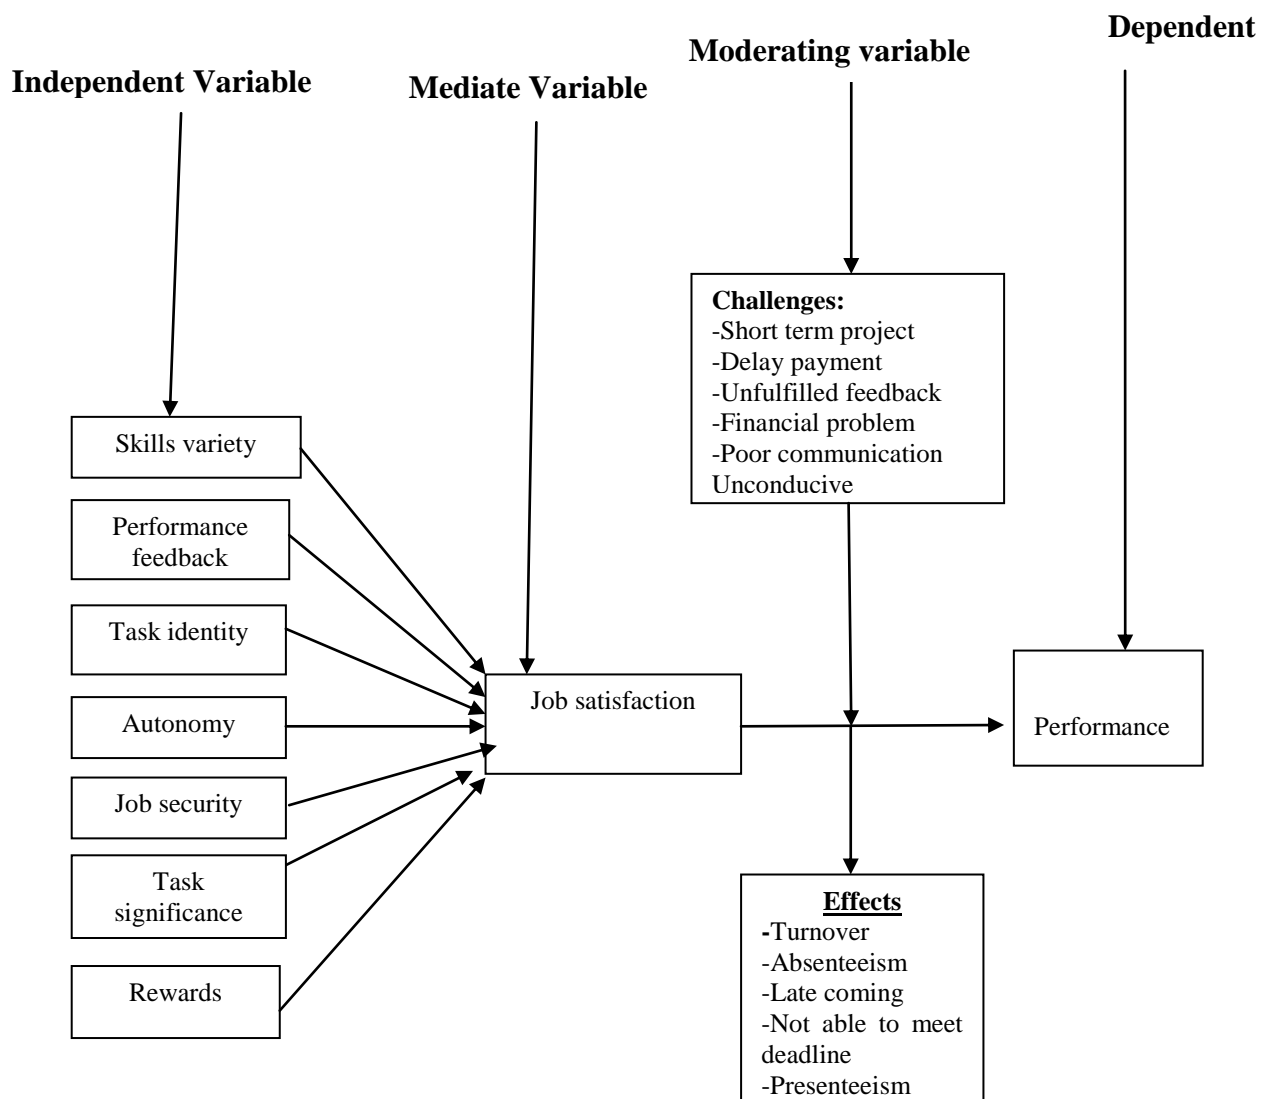 Independent Variable
Mediate Variable
Moderating variable
Dependent
Challenges:
-Short term project
-Delay payment
-Unfulfilled feedback
-Financial problem
-Poor communication
Unconducive
Skills variety
Performance
feedback
Task identity
Autonomy
Job security
Task
significance
Rewards
Job satisfaction
Performance
Effects
-Turnover
-Absenteeism
-Late coming
-Not able to meet
deadline
-Presenteeism